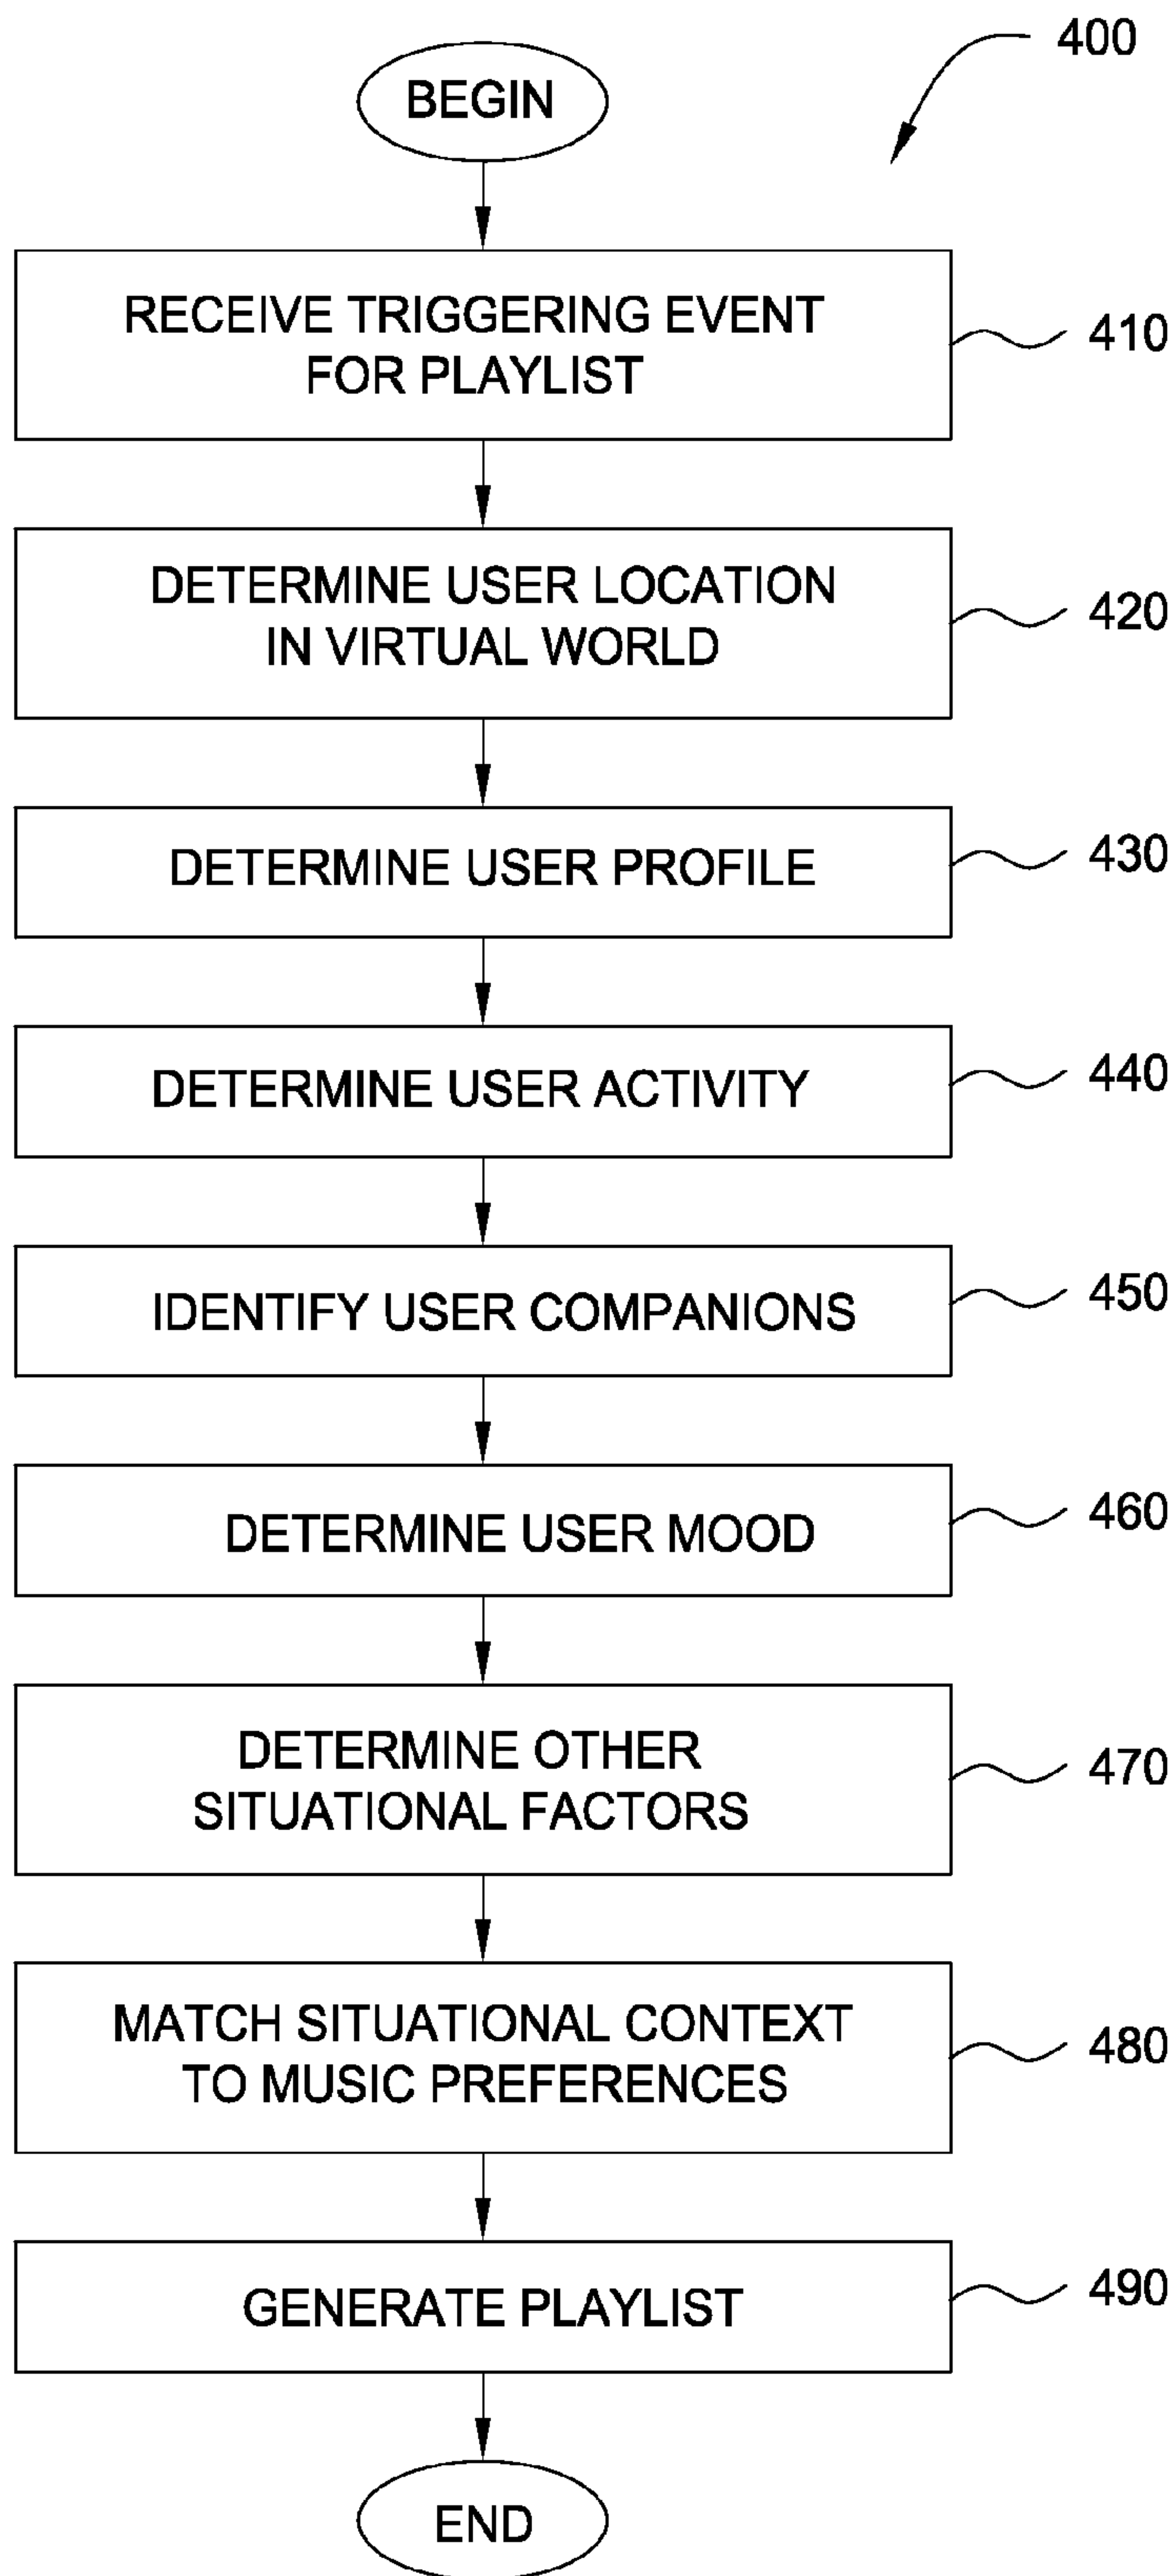 400
BEGIN
RECEIVE TRIGGERING EVENT
FOR PLAYLIST
410
DETERMINE USER LOCATION
IN VIRTUAL WORLD
420
DETERMINE USER PROFILE
430
DETERMINE USER ACTIVITY
440
IDENTIFY USER COMPANIONS
450
DETERMINE USER MOOD
460
DETERMINE OTHER
SITUATIONAL FACTORS
470
MATCH SITUATIONAL CONTEXT
TO MUSIC PREFERENCES
480
GENERATE PLAYLIST
490
END